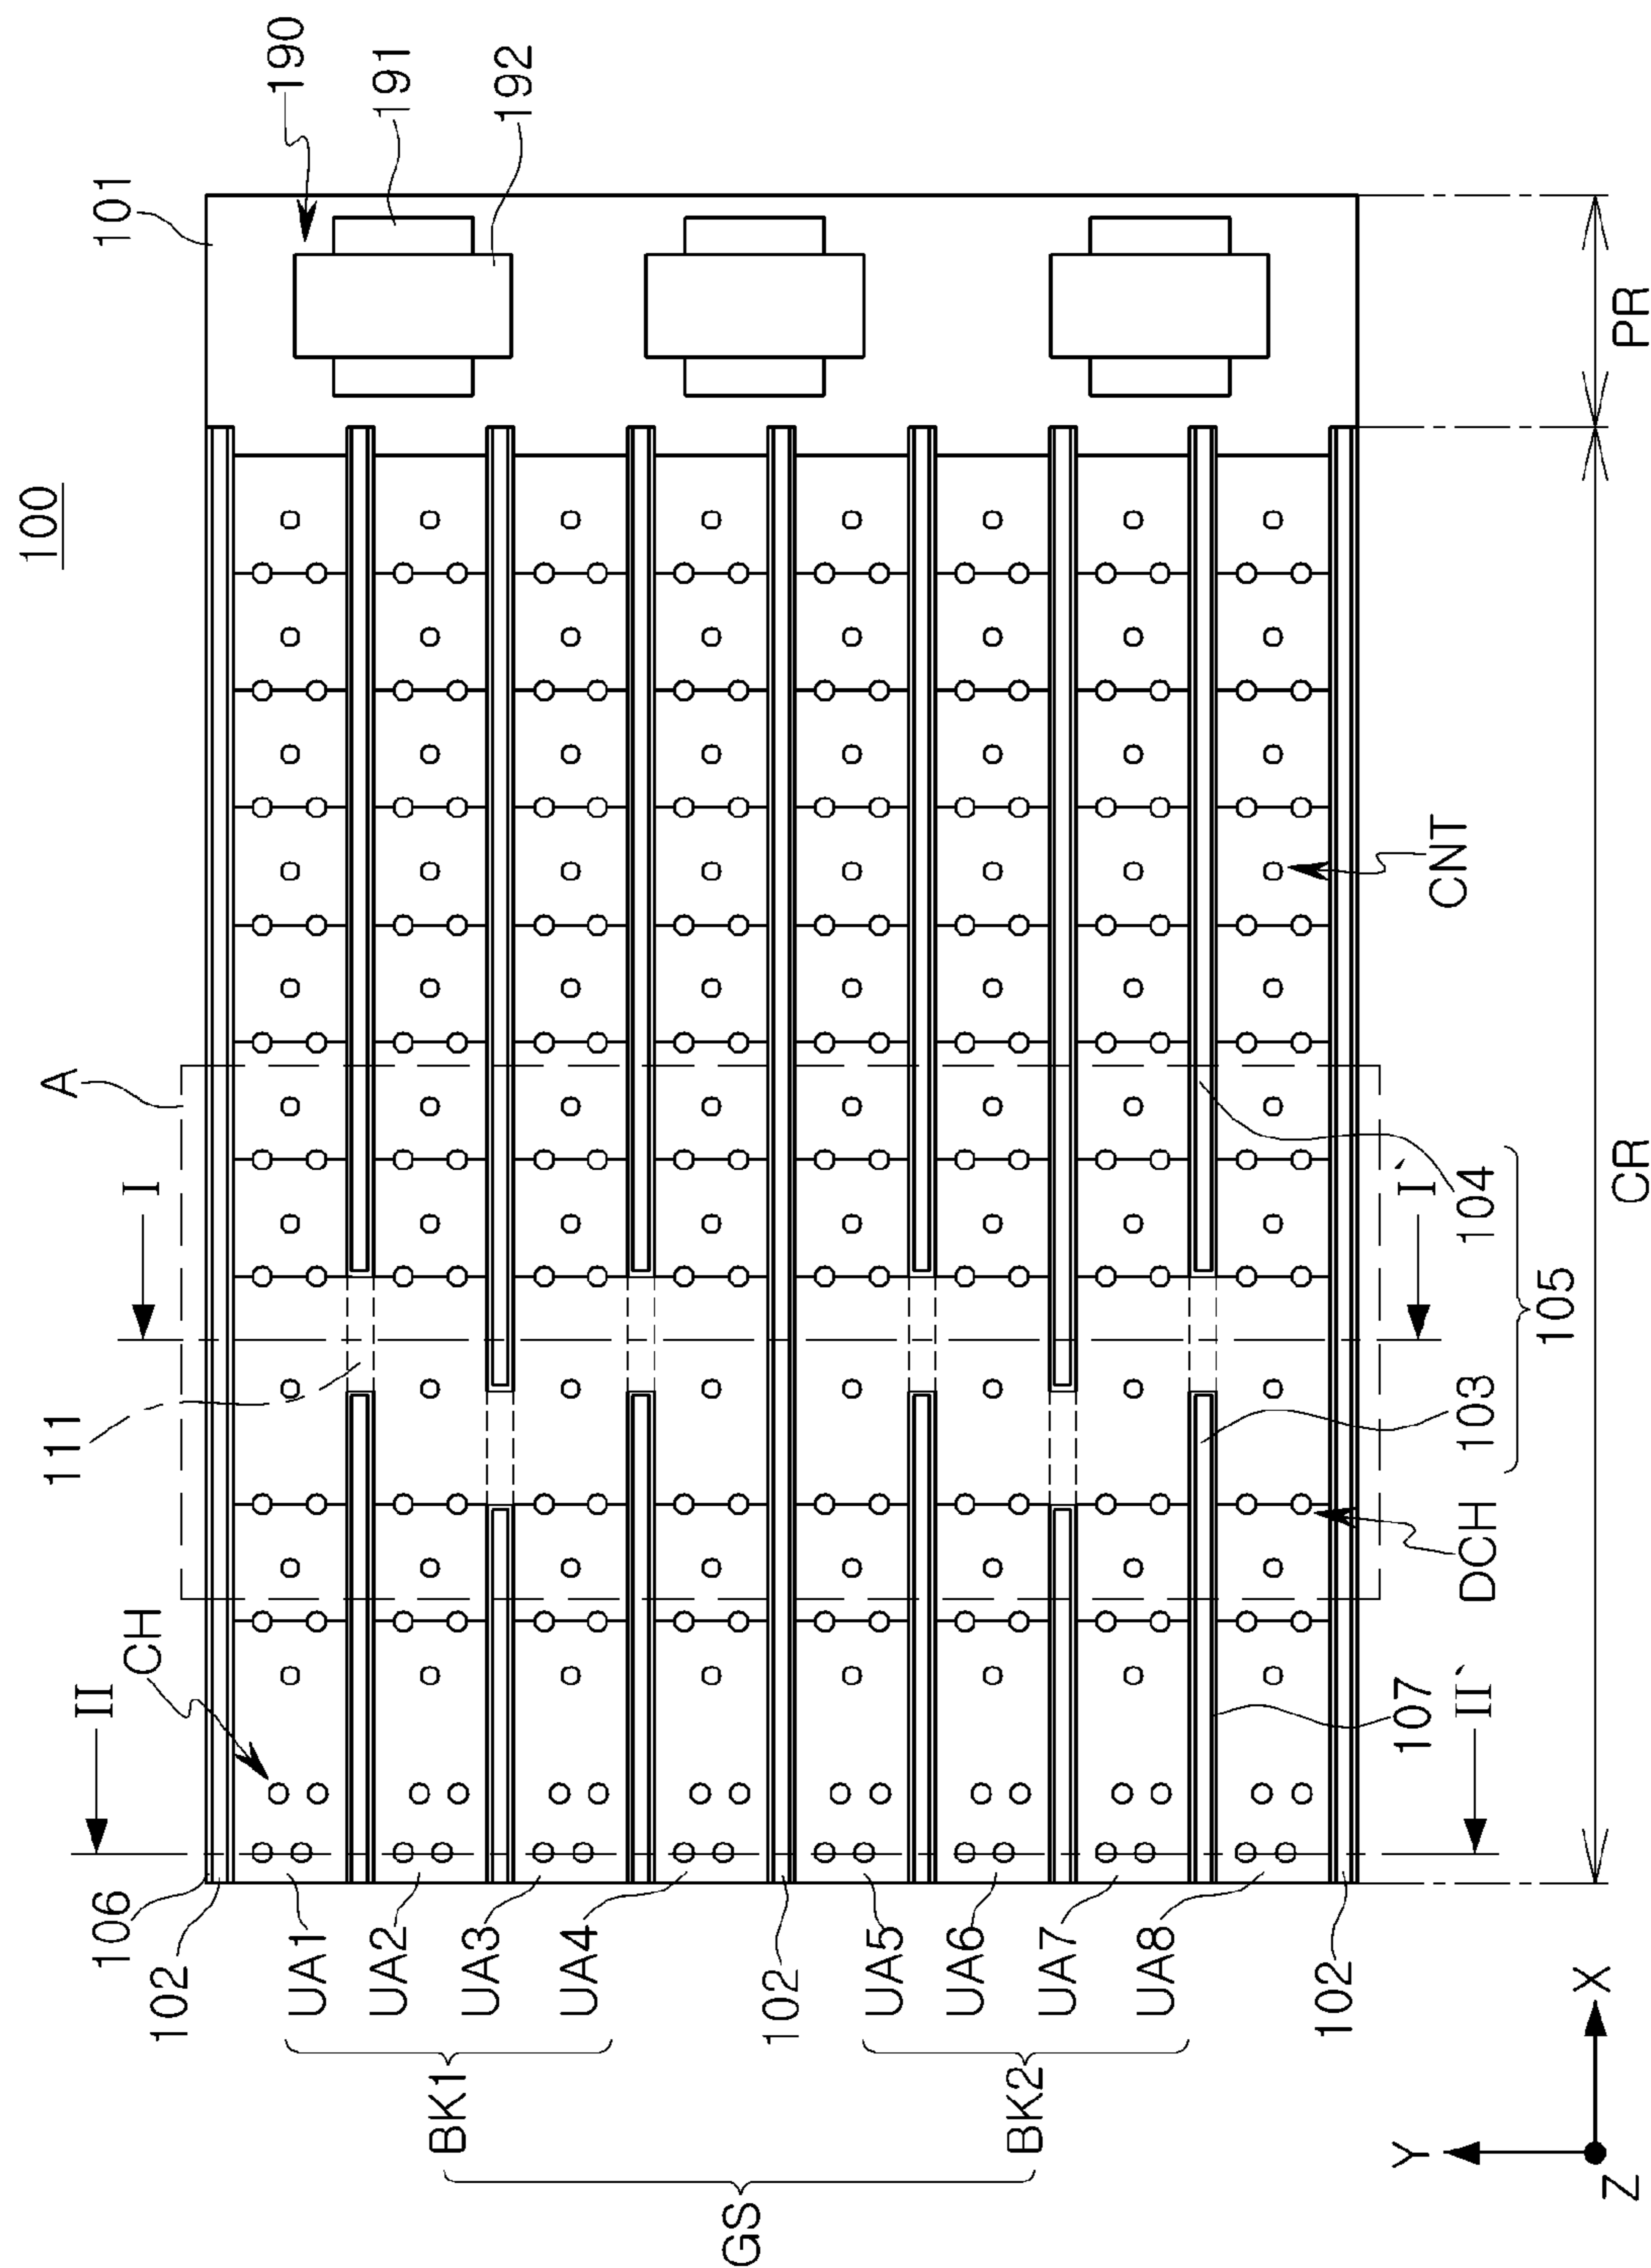 100
101
190
191
192
A
I
I`
111
CNT
CR
PR
104
103
105
DCH
CH
II
II`
107
106
102
UA1
UA2
UA3
UA4
102
UA5
UA6
UA7
UA8
102
BK1
BK2
GS
X
Y
Z